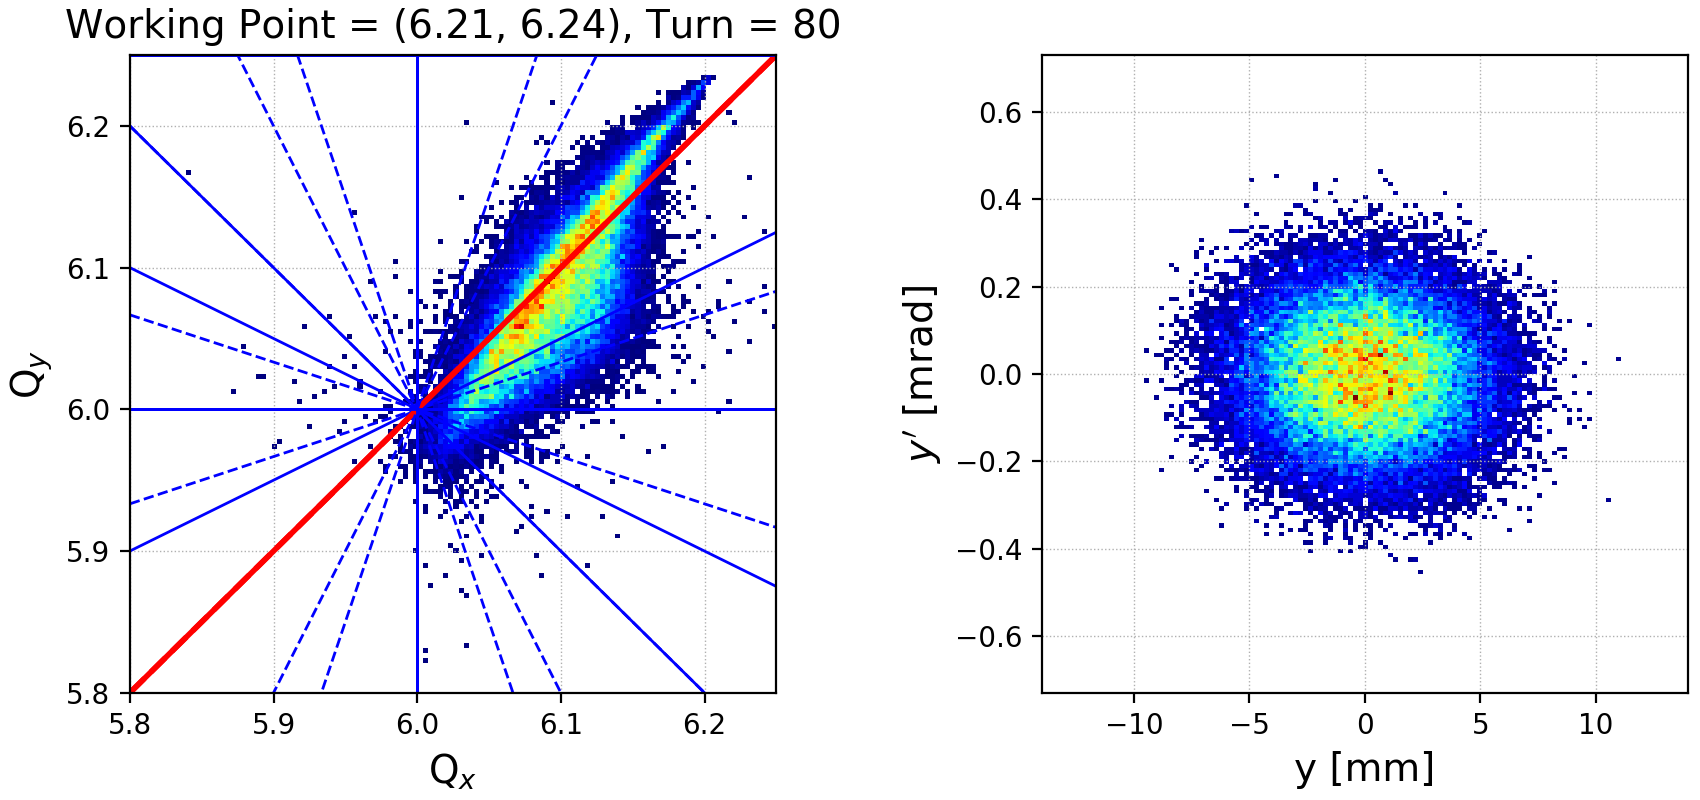 Working Point = (6.21, 6.24), Turn = 80
6.2
6.1
6.0
5.9
5.8
Q_y
5.8 5.9 6.0 6.1 6.2
Q_x
0.6
0.4
0.2
0.0
−0.2
−0.4
−0.6
y′ [mrad]
−10 −5 0 5 10
y [mm]